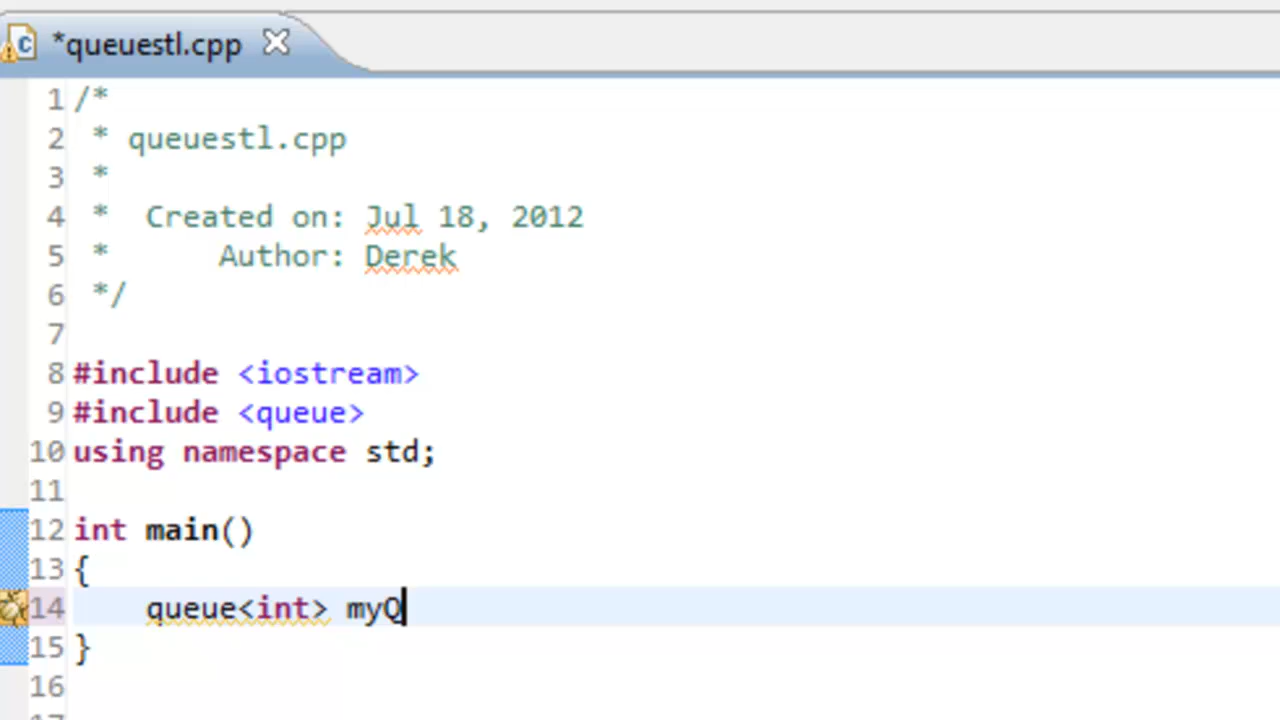 *queuestl.cpp
1 /*
2  * queuestl.cpp
3  *
4  *  Created on: Jul 18, 2012
5  *      Author: Derek
6  */
7
8 #include <iostream>
9 #include <queue>
10 using namespace std;
11
12 int main()
13 {
14     queue<int> myQ
15 }
16
17